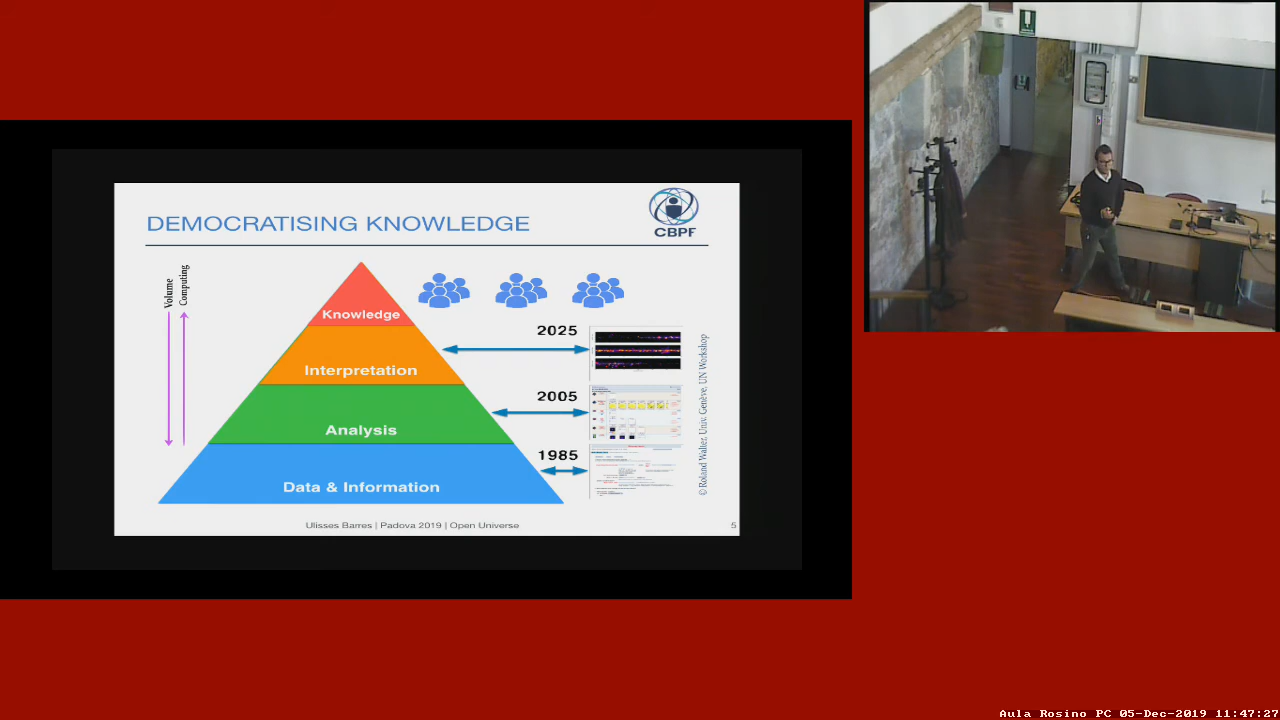 DEMOCRATISING KNOWLEDGE
CBPF
Volume
Computing
Knowledge
2025
Interpretation
2005
Analysis
1985
Data & Information
© Roland Walter, Univ. Genève, UN Workshop
Ulisses Barres | Padova 2019 | Open Universe
5
Aula Rosino PC 05-Dec-2019 11:47:27